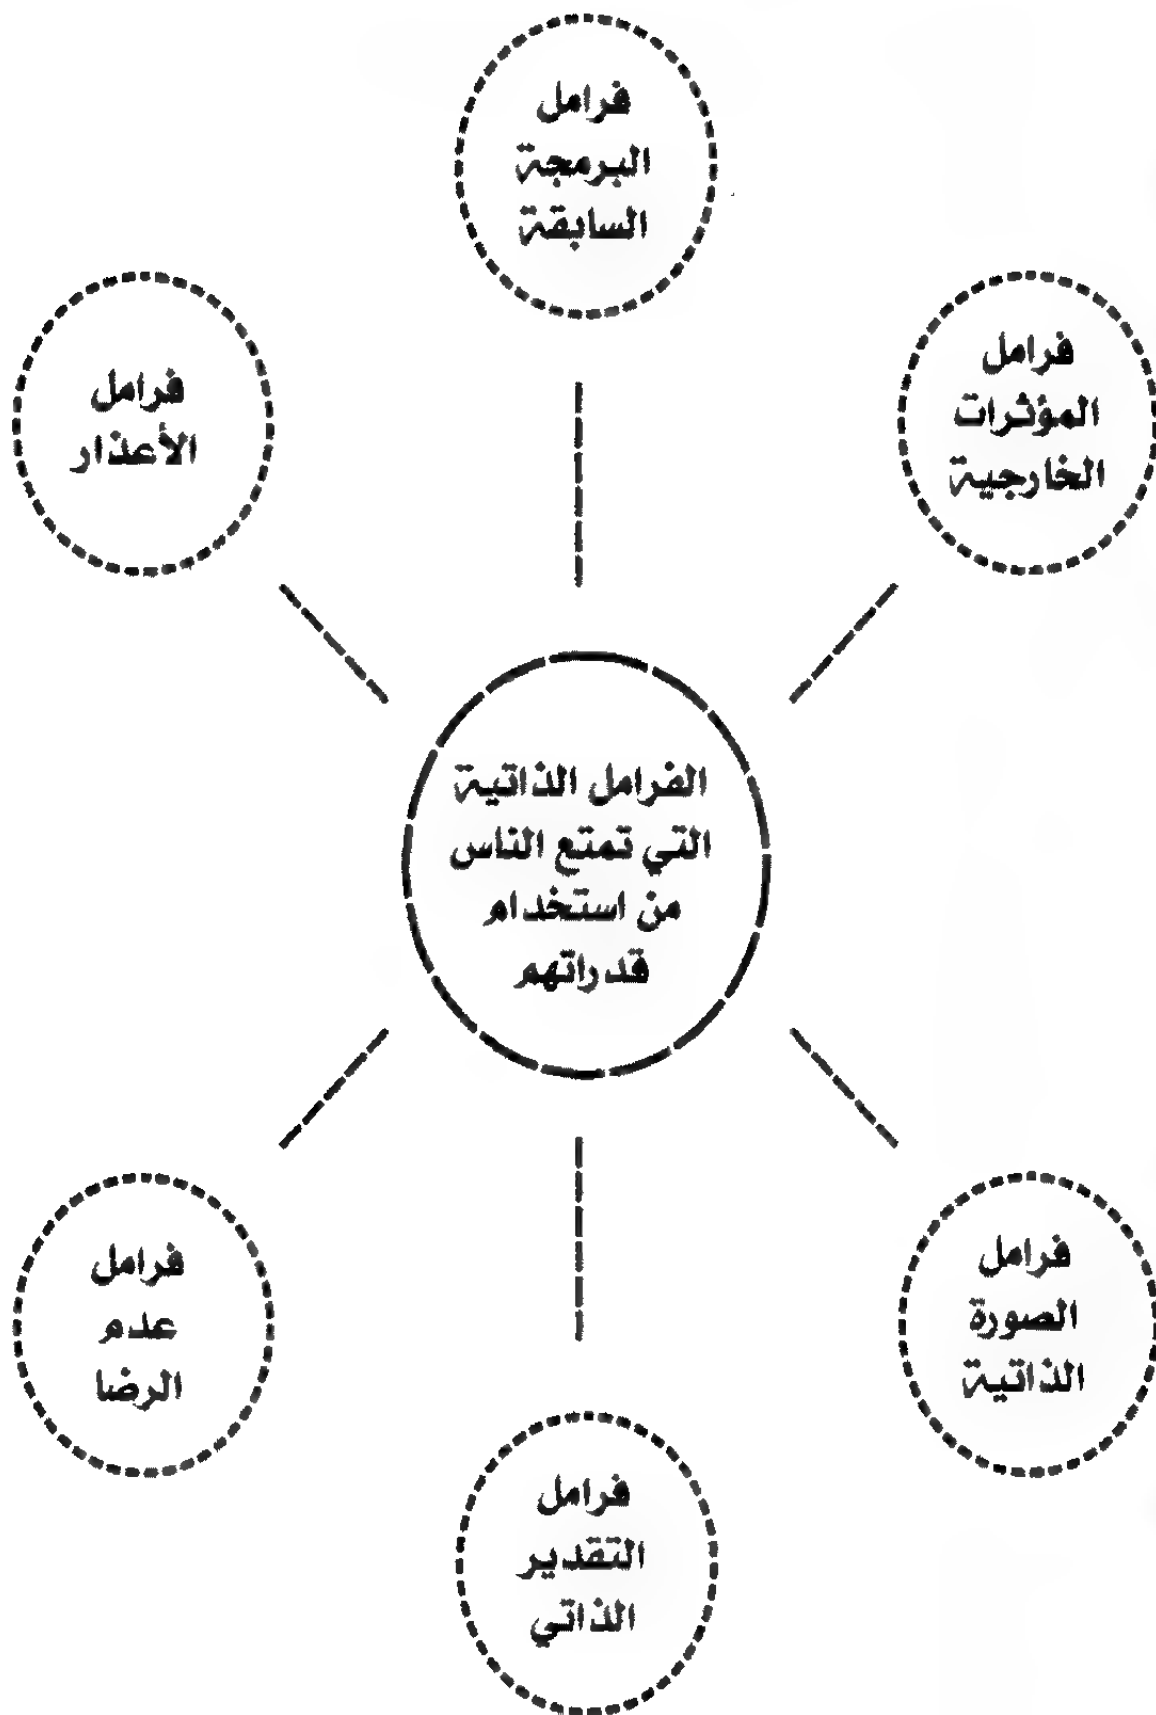 فرامل
البرمجة
السابقة
فرامل
المؤثرات
الخارجية
فرامل
الأعذار
الفرامل الذاتية
التي تمتع الناس
من استخدام
قدراتهم
فرامل
الصورة
الذاتية
فرامل
عدم
الرضا
فرامل
التقدير
الذاتي